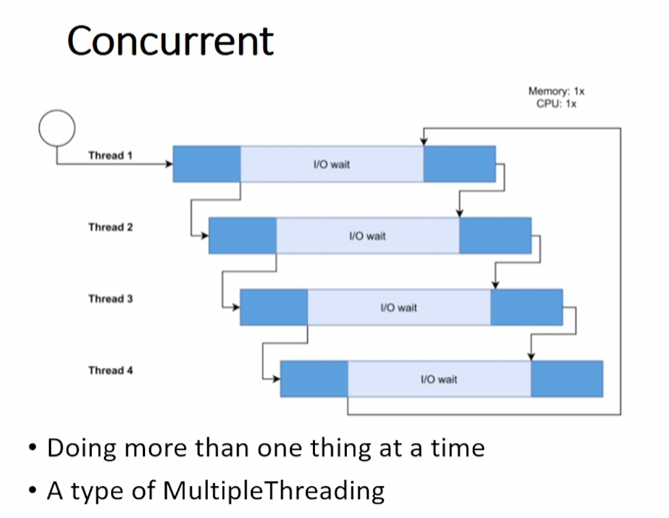 Concurrent
Memory: 1x
CPU: 1x
Thread 1
I/O wait
Thread 2
I/O wait
Thread 3
I/O wait
Thread 4
I/O wait
• Doing more than one thing at a time
• A type of MultipleThreading